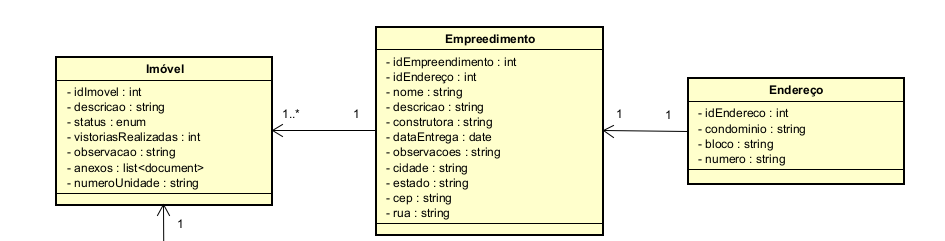 Imóvel
- idImovel : int
- descricao : string
- status : enum
- vistoriasRealizadas : int
- observacao : string
- anexos : list<document>
- numeroUnidade : string
1
1..*
1
Empreedimento
- idEmpreendimento : int
- idEndereço : int
- nome : string
- descricao : string
- construtora : string
- dataEntrega : date
- observacoes : string
- cidade : string
- estado : string
- cep : string
- rua : string
1
1
Endereço
- idEndereco : int
- condominio : string
- bloco : string
- numero : string